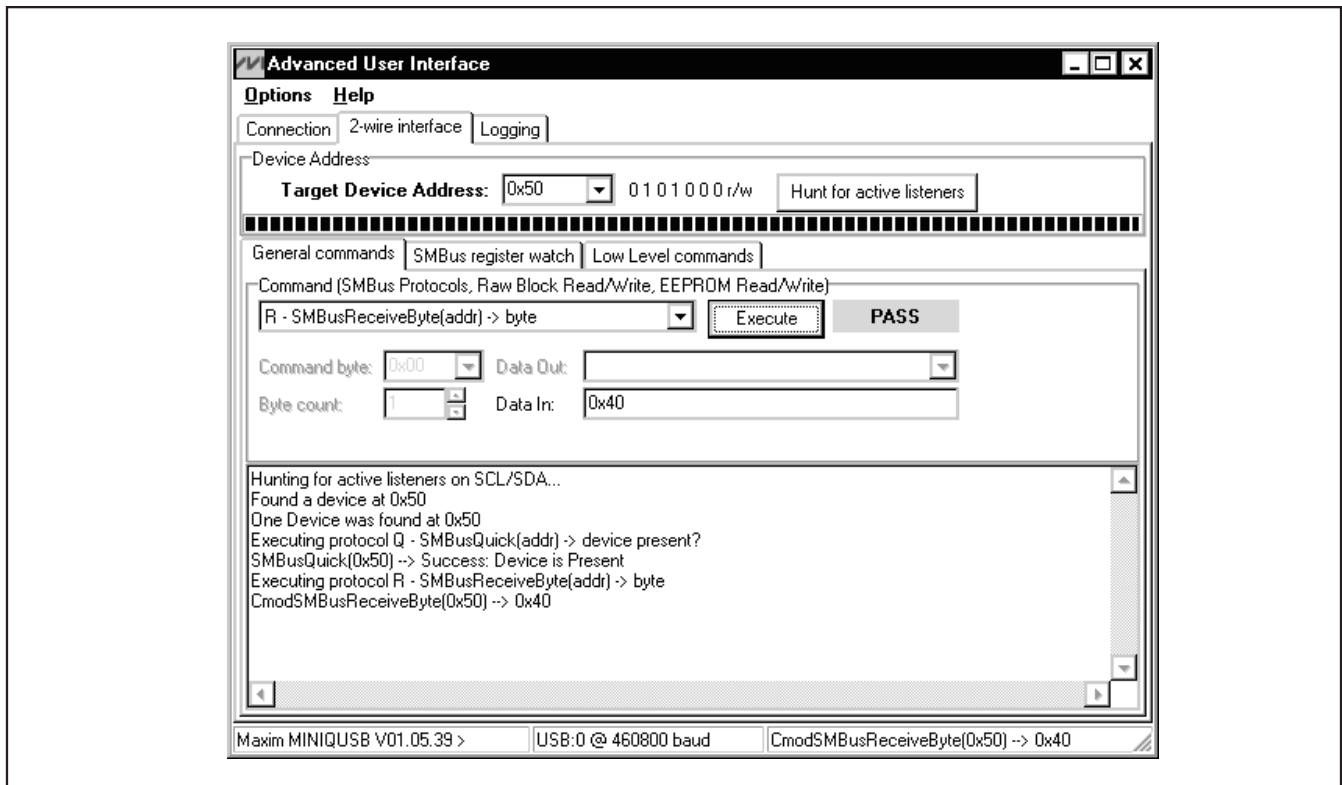 Advanced User Interface
Options Help
Connection 2-wire interface Logging
Device Address
Target Device Address: 0x50 0 1 0 1 0 0 0 r/w Hunt for active listeners
General commands SMBus register watch Low Level commands
Command (SMBus Protocols, Raw Block Read/Write, EEPROM Read/Write)
R - SMBusReceiveByte(addr) -> byte Execute PASS
Command byte: 0x00 Data Out:
Byte count: 1 Data In: 0x40
Hunting for active listeners on SCL/SDA...
Found a device at 0x50
One Device was found at 0x50
Executing protocol Q - SMBusQuick(addr) -> device present?
SMBusQuick(0x50) --> Success: Device is Present
Executing protocol R - SMBusReceiveByte(addr) -> byte
CmodSMBusReceiveByte(0x50) --> 0x40
Maxim MINIQUSB V01.05.39 > USB:0 @ 460800 baud CmodSMBusReceiveByte(0x50) --> 0x40